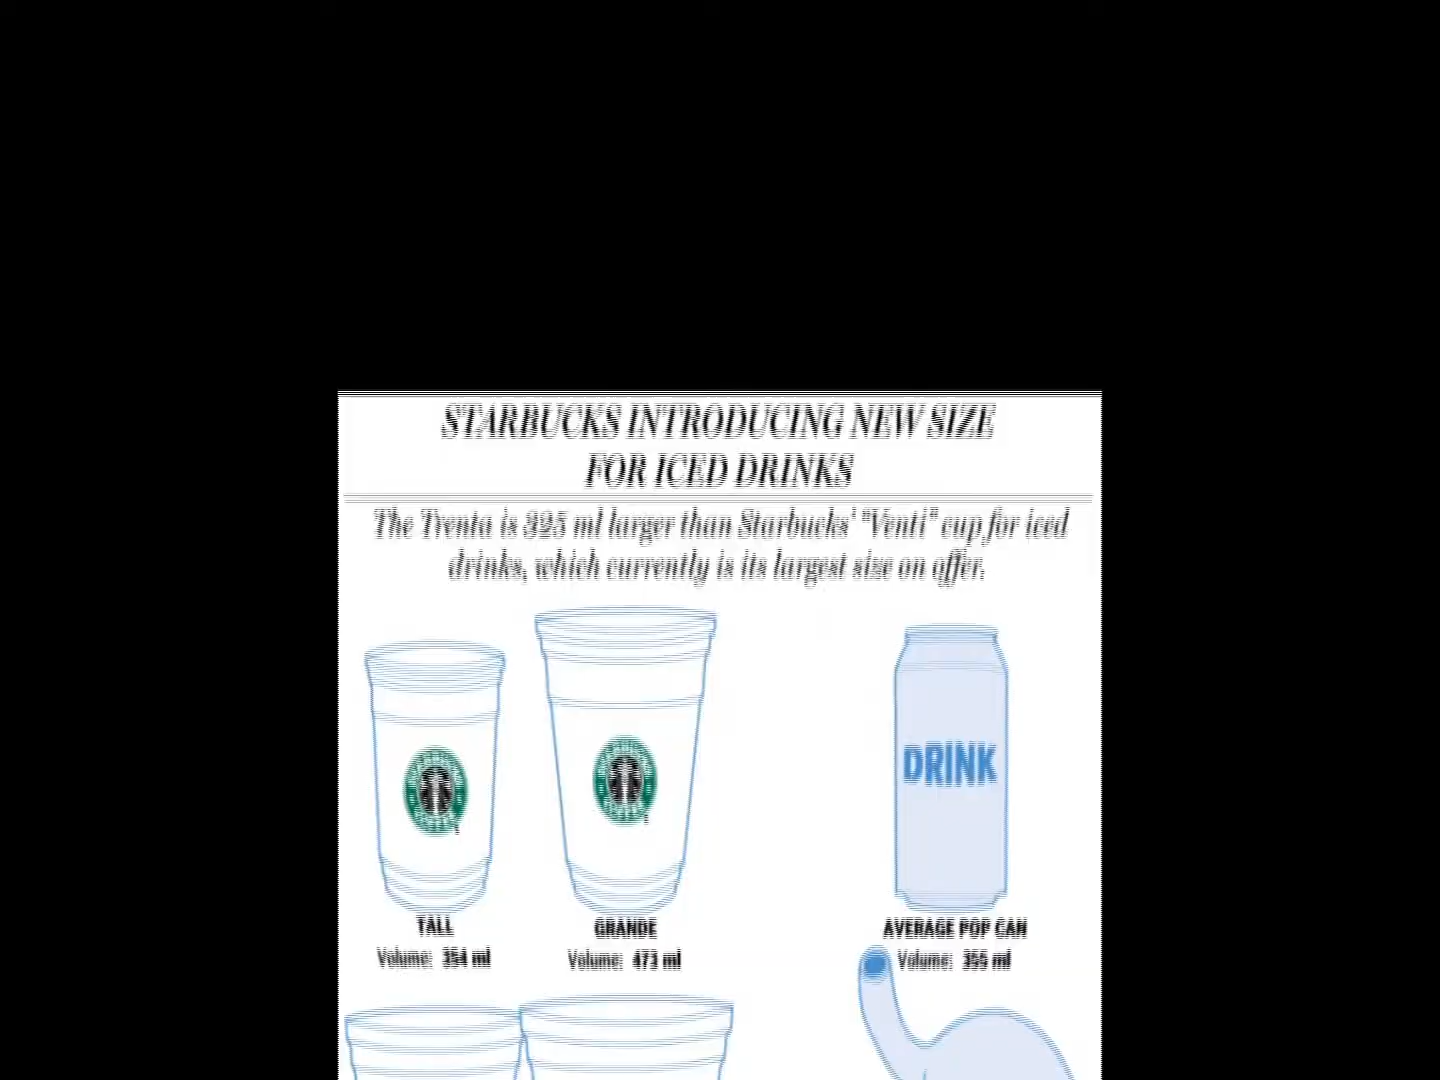 STARBUCKS INTRODUCING NEW SIZE
FOR ICED DRINKS
The Trenta is 325 ml larger than Starbucks' "Venti" cup for iced
drinks, which currently is its largest size on offer.
DRINK
TALL
Volume: 354 ml
GRANDE
Volume: 473 ml
AVERAGE POP CAN
Volume: 355 ml